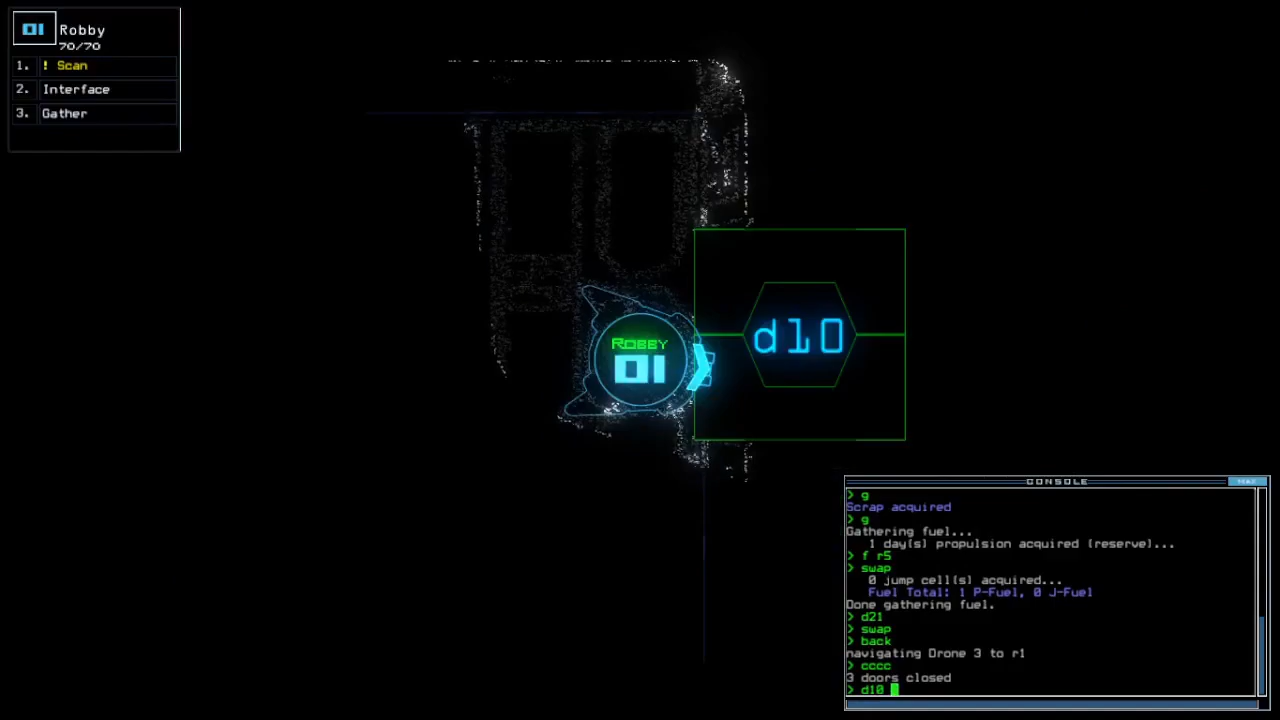 01 Robby
70/70
1. ! Scan
2. Interface
3. Gather
Robby
01
d10
CONSOLE
> g
Scrap acquired
> g
Gathering fuel...
1 day(s) propulsion acquired (reserve)...
> f r5
> swap
0 jump cell(s) acquired...
Fuel Total: 1 P-Fuel, 0 J-Fuel
Done gathering fuel.
> d21
> swap
> back
navigating Drone 3 to r1
> cccc
3 doors closed
> d10